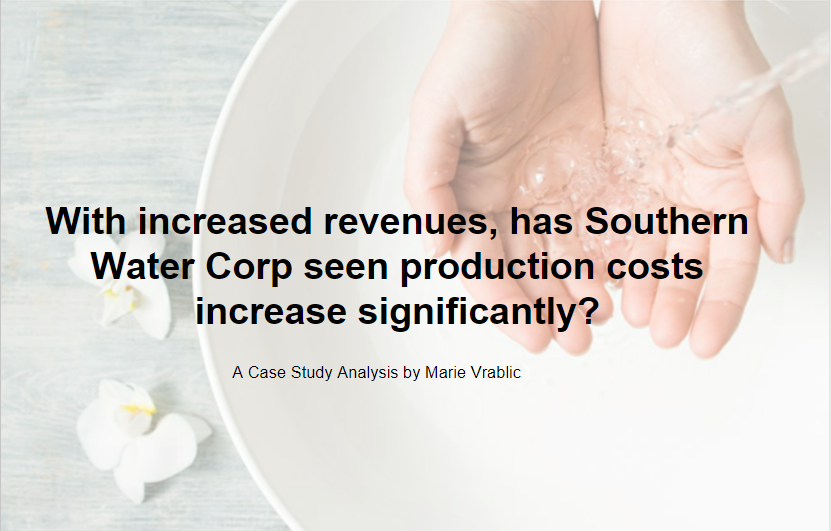 With increased revenues, has Southern
Water Corp seen production costs
increase significantly?
A Case Study Analysis by Marie Vrablic